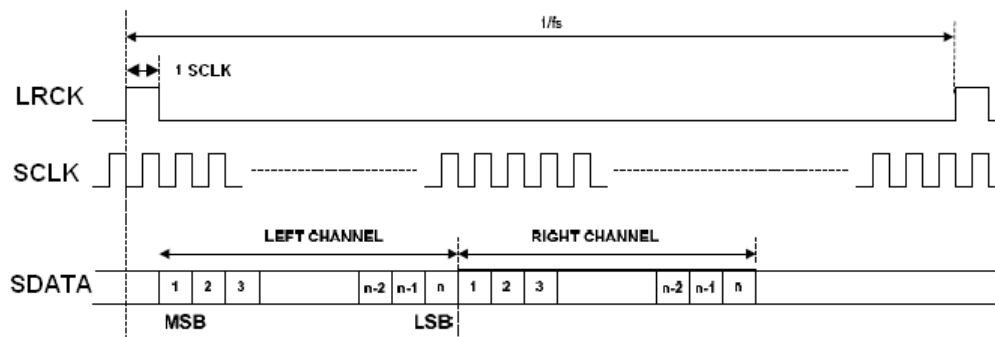 1/fs
1 SCLK
LRCK
SCLK
LEFT CHANNEL RIGHT CHANNEL
SDATA 1 2 3 n-2 n-1 n 1 2 3 n-2 n-1 n
MSB LSB